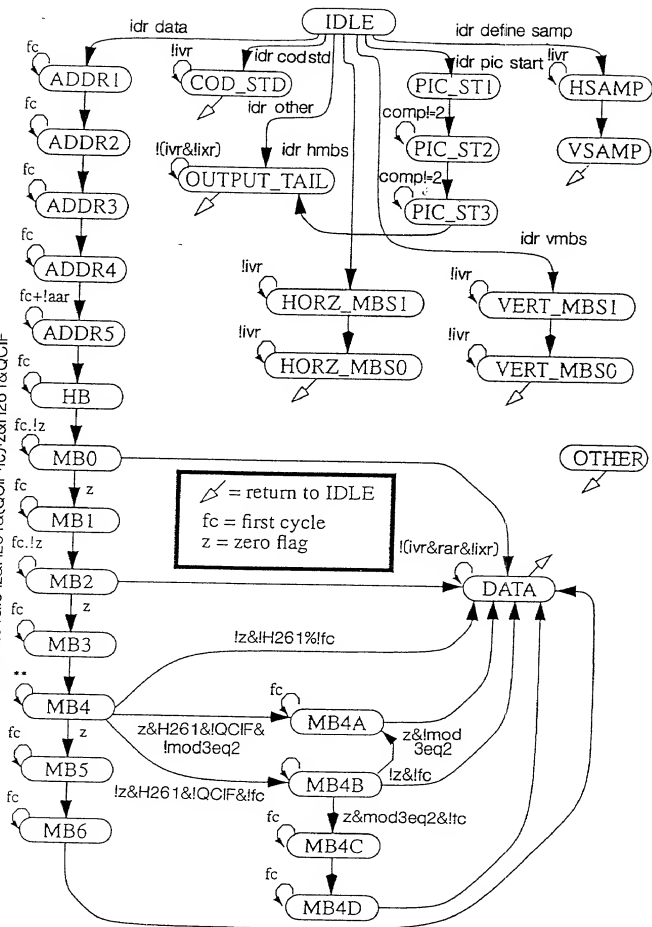 IDLE
idr data
idr codstd
idr other
idr hmbs
idr pic start
idr define samp
idr vmbs
fc
ADDR1
fc
ADDR2
fc
ADDR3
fc
ADDR4
fc+!aar
ADDR5
fc
HB
fc.!z
MB0
z
fc
MB1
fc.!z
MB2
z
fc
MB3
**
MB4
z
fc
MB5
fc
MB6
!ivr
COD_STD
!(ivr&!ixr)
OUTPUT_TAIL
PIC_ST1
comp!=2
PIC_ST2
comp!=2
PIC_ST3
!ivr
HSAMP
VSAMP
!ivr
HORZ_MBS1
!ivr
HORZ_MBS0
!ivr
VERT_MBS1
!ivr
VERT_MBS0
OTHER
= return to IDLE
fc = first cycle
z = zero flag
!(ivr&rar&!ixr)
DATA
!z&!H261%!fc
z&H261&!QCIF&
!mod3eq2
!z&H261&!QCIF&!fc
fc
MB4A
MB4B
z&!mod
3eq2
!z&!fc
z&mod3eq2&!fc
fc
MB4C
fc
MB4D